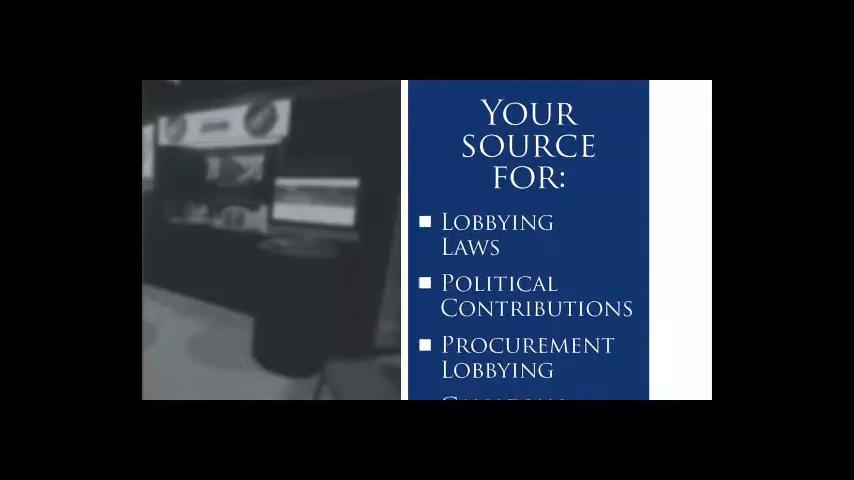 YOUR
SOURCE
FOR:
LOBBYING
LAWS
POLITICAL
CONTRIBUTIONS
PROCUREMENT
LOBBYING